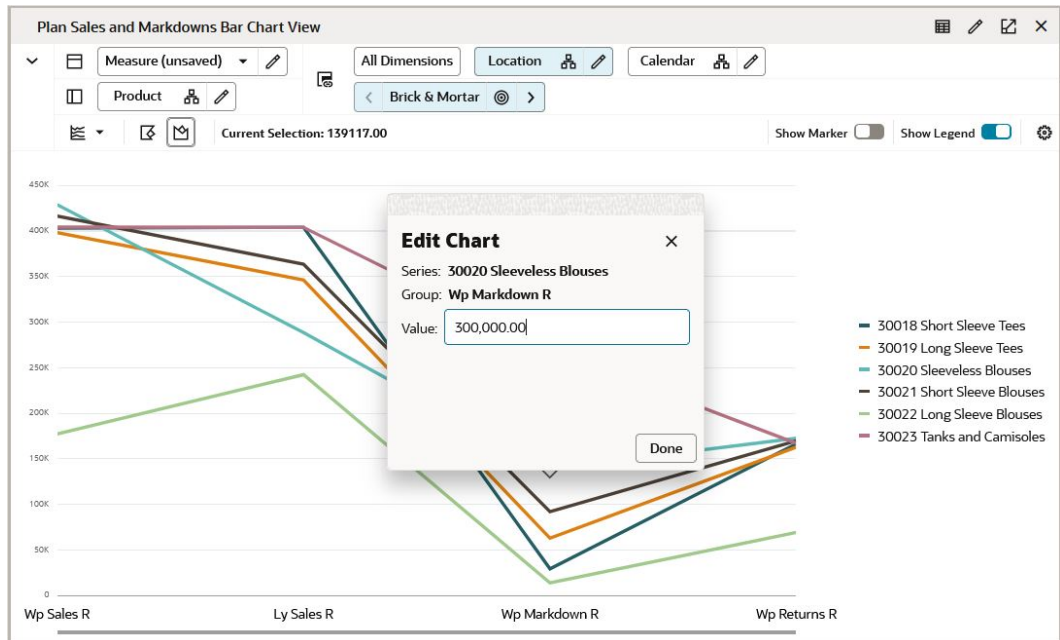 Plan Sales and Markdowns Bar Chart View
Measure (unsaved)
All Dimensions
Location
Calendar
Product
Brick & Mortar
Current Selection: 139117.00
Show Marker
Show Legend
450K
400K
350K
300K
250K
200K
150K
100K
50K
0
Edit Chart
Series: 30020 Sleeveless Blouses
Group: Wp Markdown R
Value: 300,000.00
Done
30018 Short Sleeve Tees
30019 Long Sleeve Tees
30020 Sleeveless Blouses
30021 Short Sleeve Blouses
30022 Long Sleeve Blouses
30023 Tanks and Camisoles
Wp Sales R
Ly Sales R
Wp Markdown R
Wp Returns R